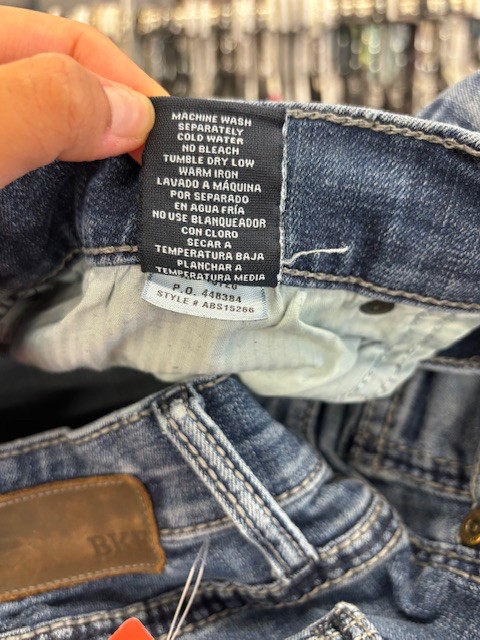 MACHINE WASH
SEPARATELY
COLD WATER
NO BLEACH
TUMBLE DRY LOW
WARM IRON
LAVADO A MÁQUINA
POR SEPARADO
EN AGUA FRÍA
NO USE BLANQUEADOR
CON CLORO
SECAR A
TEMPERATURA BAJA
PLANCHAR A
TEMPERATURA MEDIA
P.O. 448384
STYLE # ABS15266
BKE